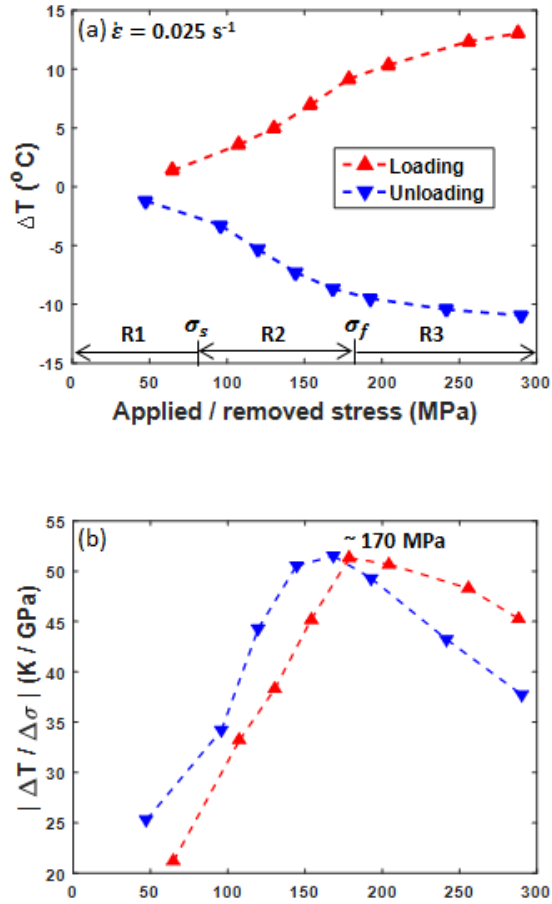 (a) ε̇ = 0.025 s⁻¹
15
10
5
0
-5
-10
-15
ΔT (°C)
Loading
Unloading
R1 σs R2 σf R3
0 50 100 150 200 250 300
Applied / removed stress (MPa)
(b) ~ 170 MPa
55
50
45
40
35
30
25
20
| ΔT / Δσ | (K / GPa)
0 50 100 150 200 250 300